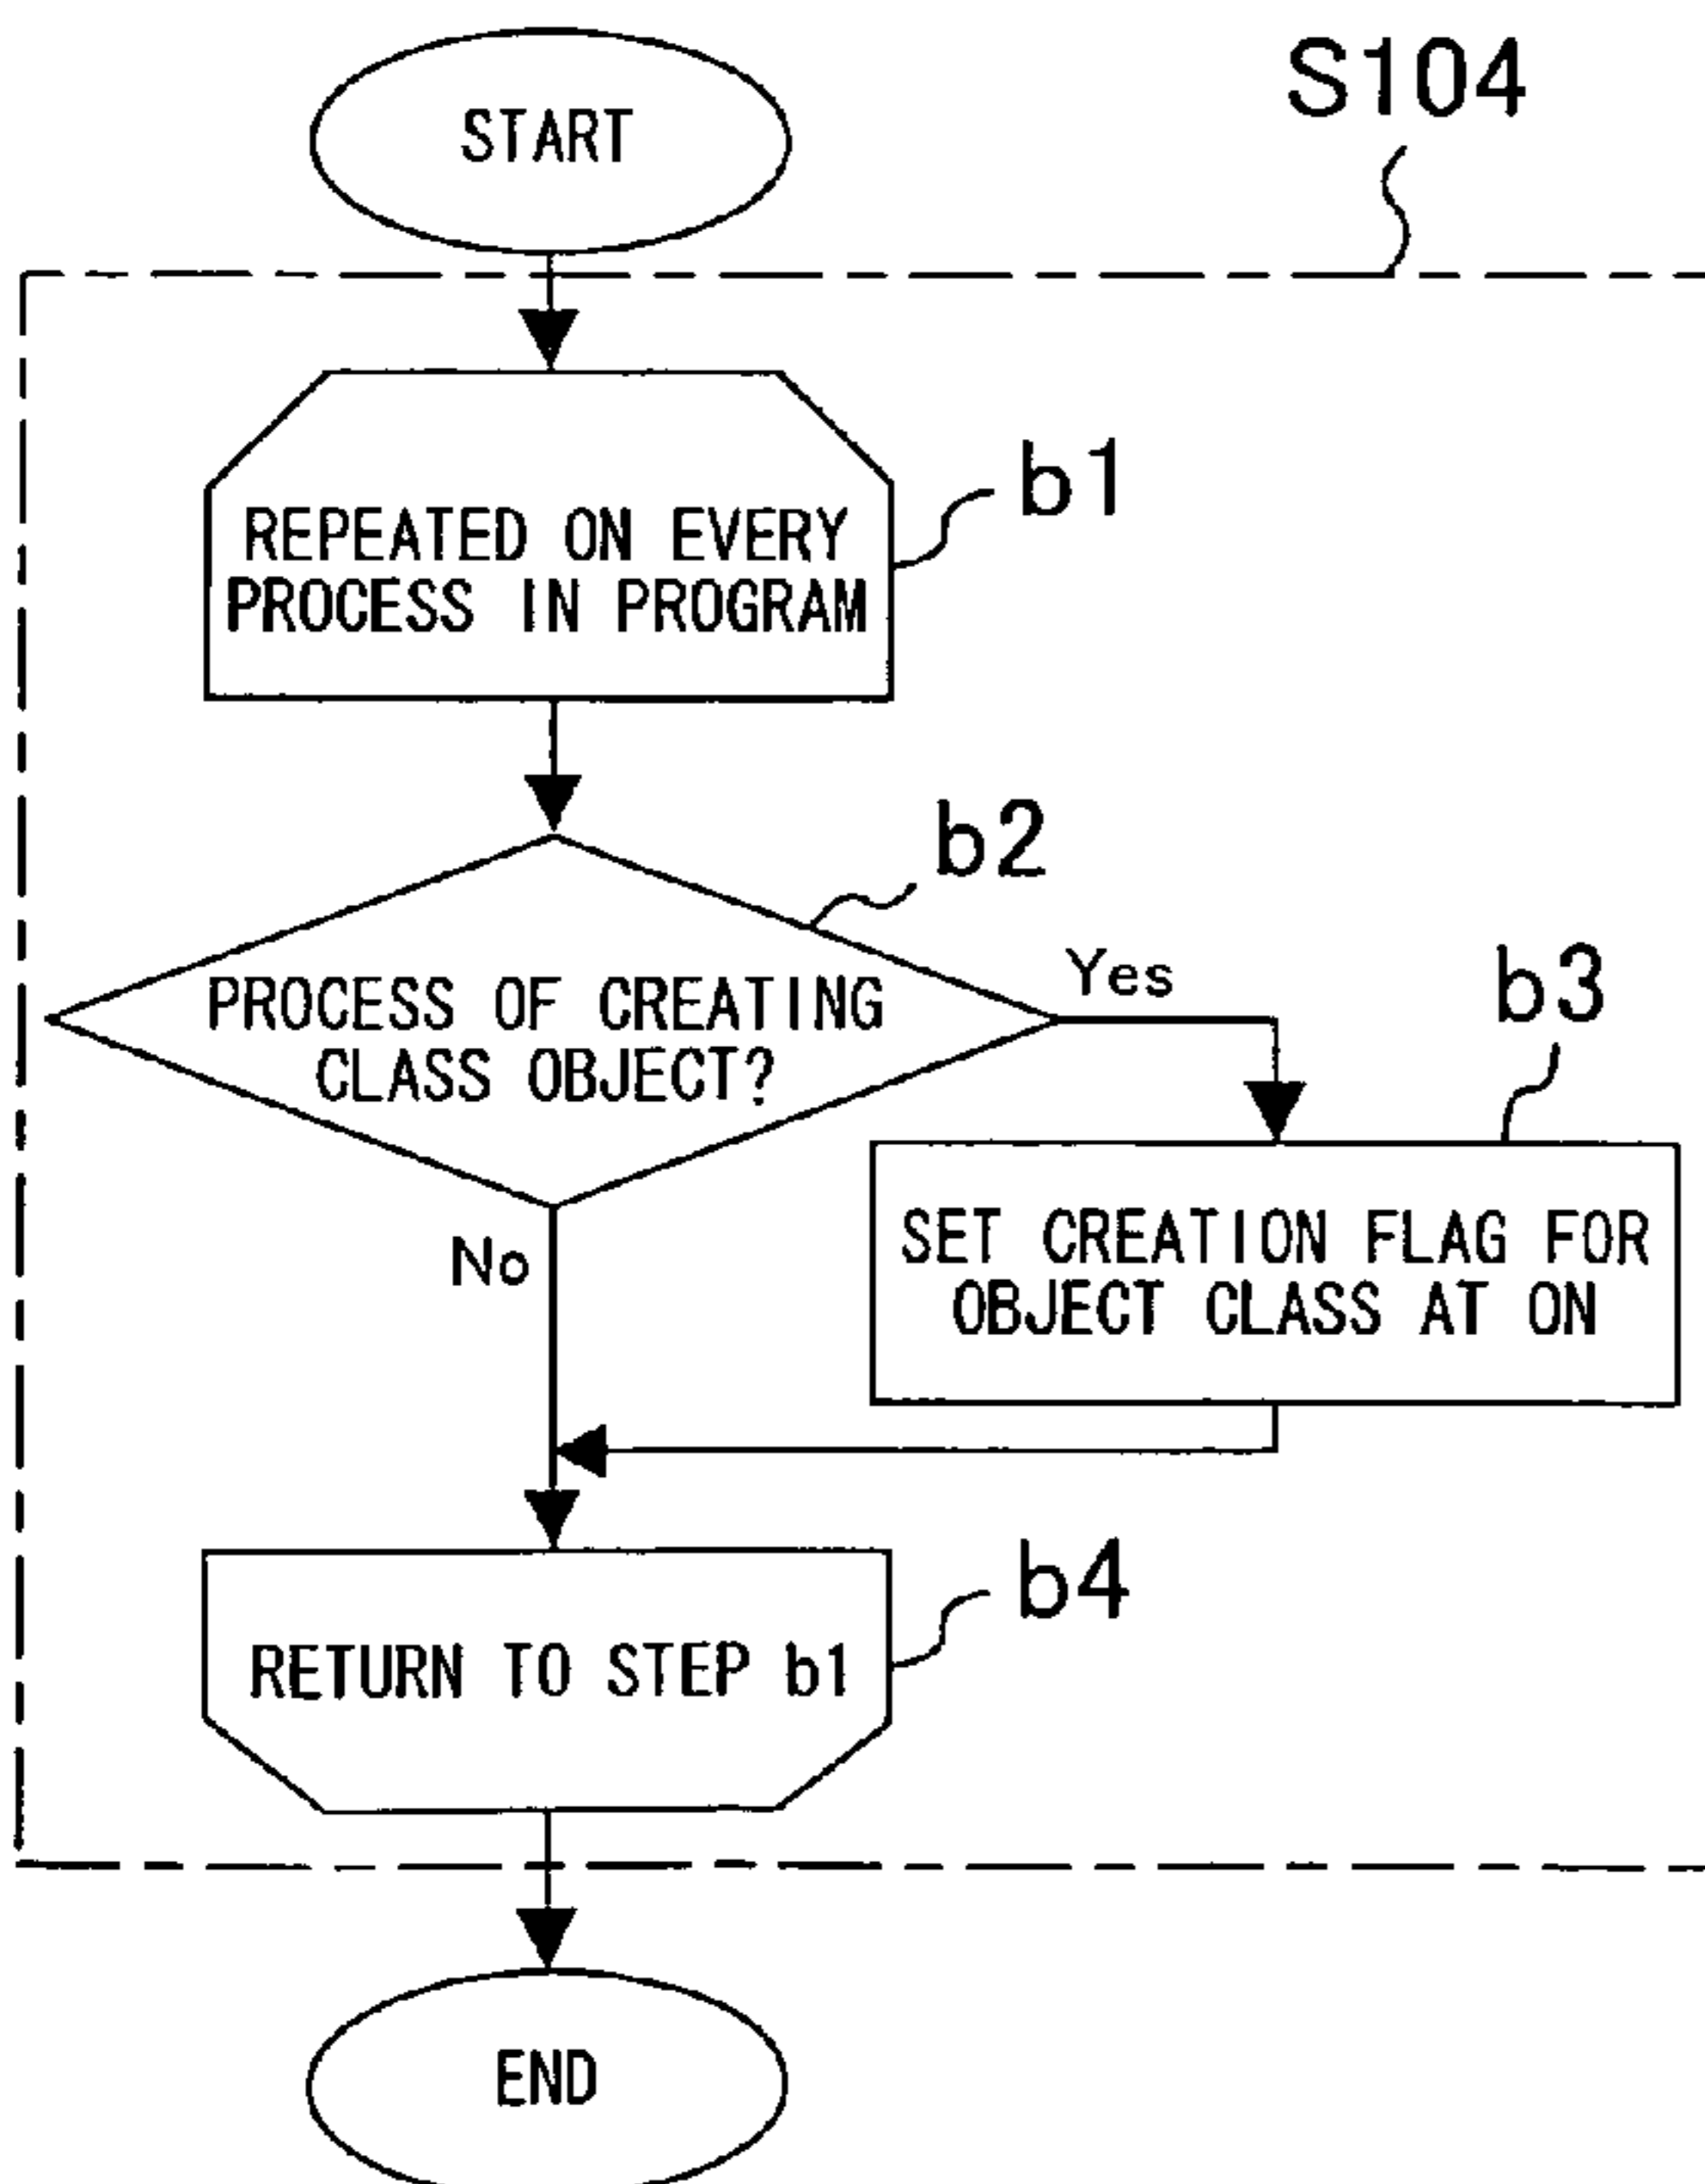 START
S104
REPEATED ON EVERY
PROCESS IN PROGRAM
b1
b2
PROCESS OF CREATING
CLASS OBJECT?
Yes
b3
SET CREATION FLAG FOR
OBJECT CLASS AT ON
No
b4
RETURN TO STEP b1
END